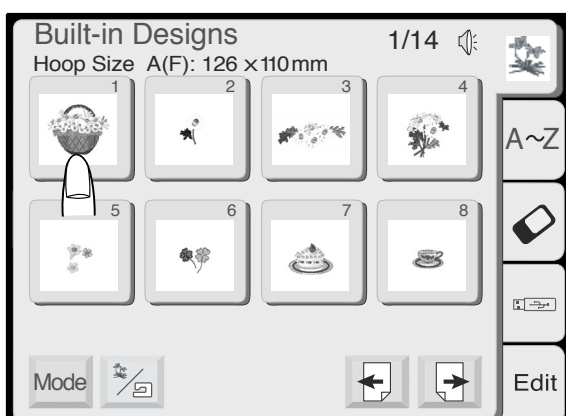 Built-in Designs 1/14
Hoop Size A(F): 126 ×110 mm
1 2 3 4
A~Z
5 6 7 8
Mode
Edit